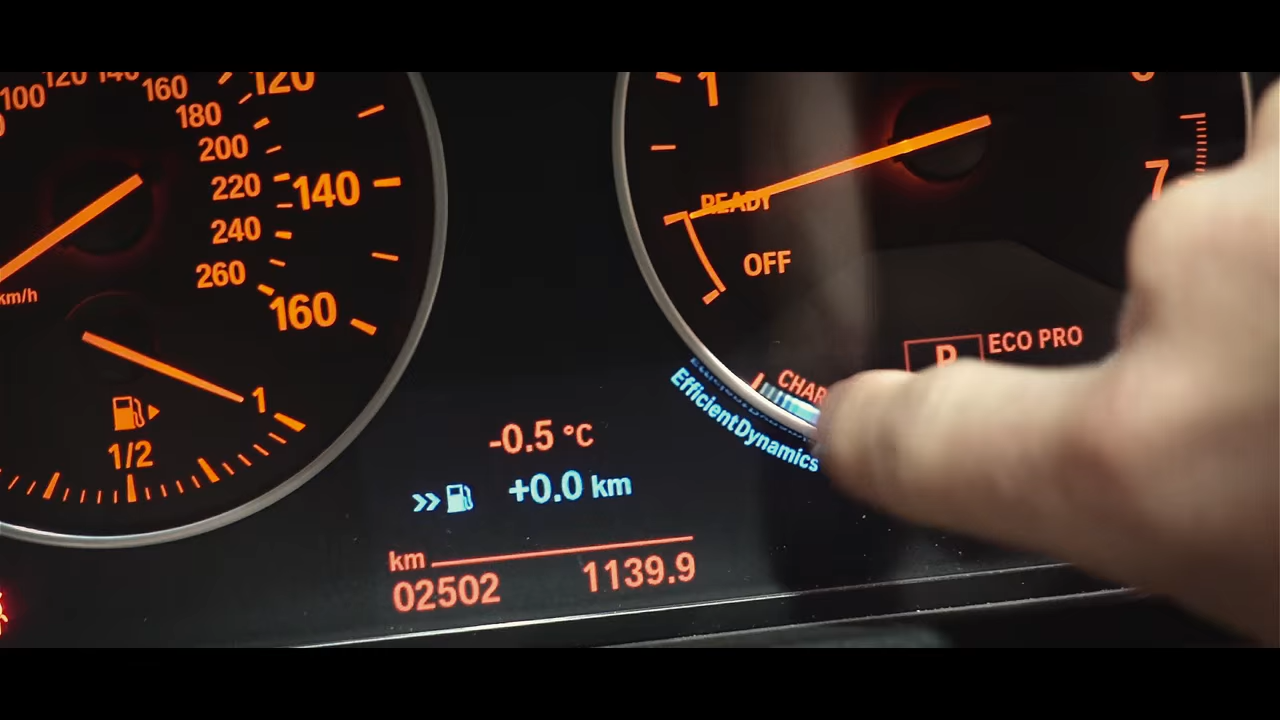 100
120
140
160
180
200
220
240
260
km/h
120
140
160
1/2
1
-0.5 °C
+0.0 km
km
02502 1139.9
1
7
READY
OFF
ECO PRO
P
EfficientDynamics